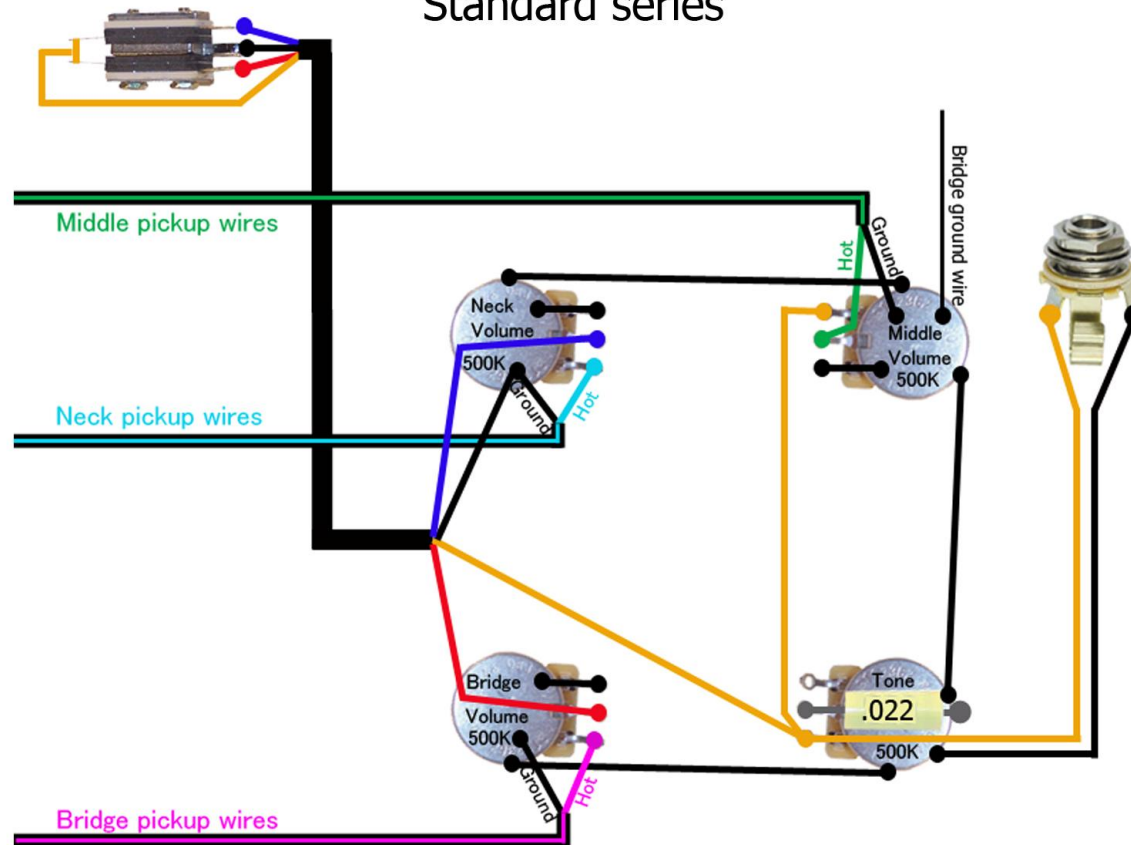 Standard series
Bridge ground wire
Middle pickup wires
Ground
Hot
Neck
Volume
500K
Middle
Volume
500K
Neck pickup wires
Ground
Hot
Bridge
Volume
500K
Tone
.022
500K
Ground
Hot
Bridge pickup wires